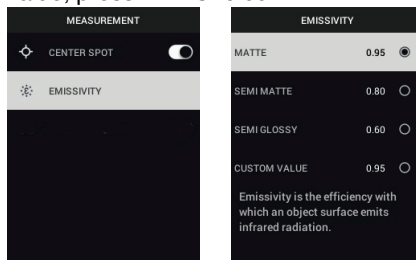 MEASUREMENT
CENTER SPOT
EMISSIVITY
EMISSIVITY
MATTE 0.95
SEMI MATTE 0.80
SEMI GLOSSY 0.60
CUSTOM VALUE 0.95
Emissivity is the efficiency with
which an object surface emits
infrared radiation.